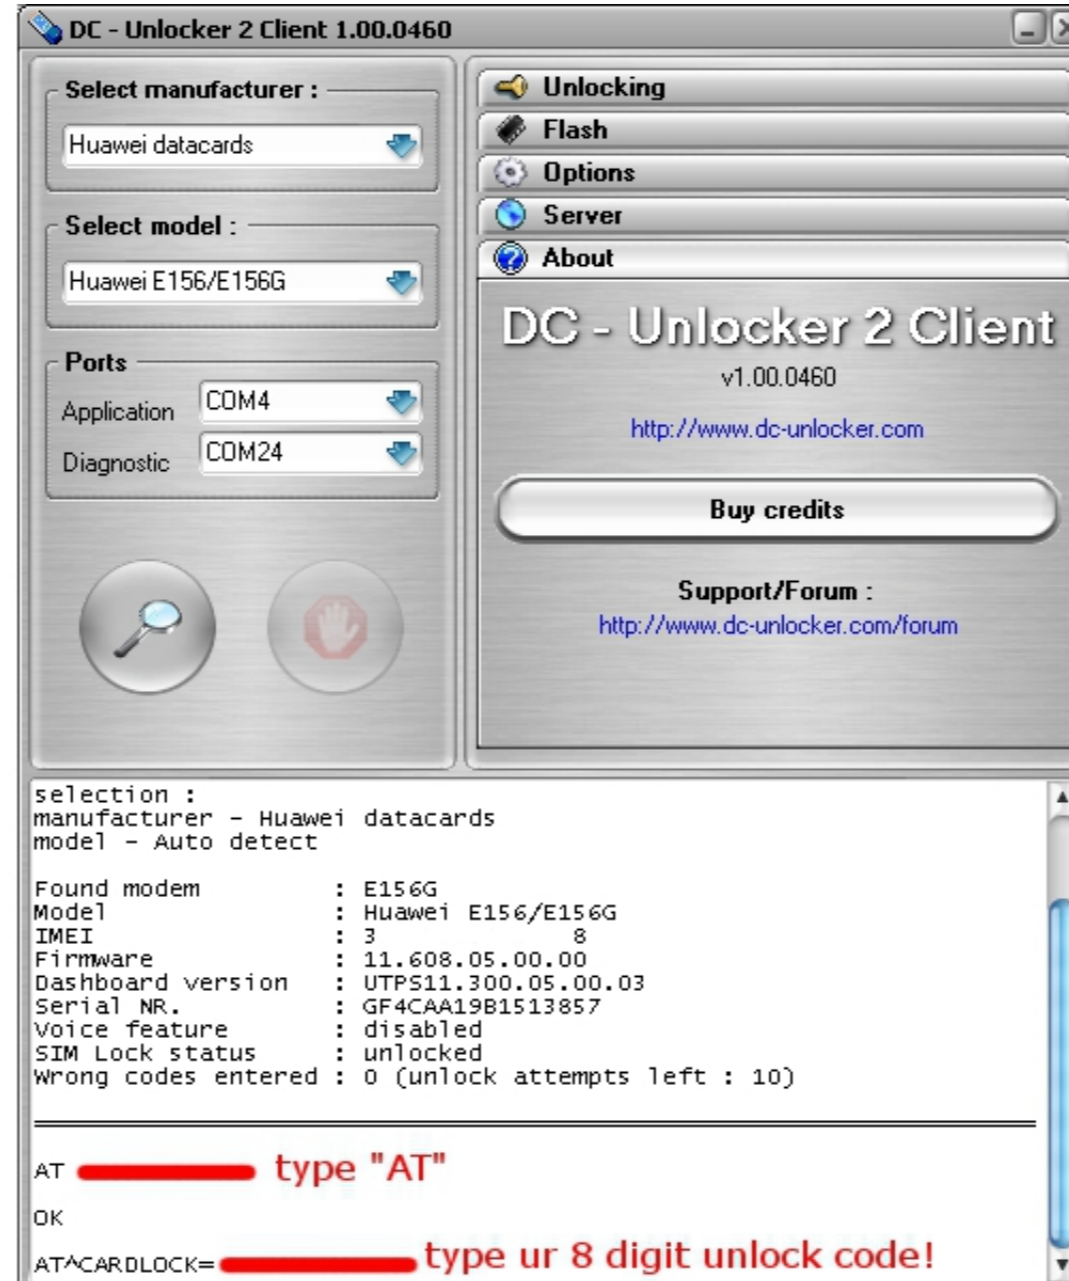 DC - Unlocker 2 Client 1.00.0460
Select manufacturer :
Huawei datacards
Select model :
Huawei E156/E156G
Ports
Application COM4
Diagnostic COM24
Unlocking
Flash
Options
Server
About
DC - Unlocker 2 Client
v1.00.0460
http://www.dc-unlocker.com
Buy credits
Support/Forum :
http://www.dc-unlocker.com/forum
selection :
manufacturer - Huawei datacards
model - Auto detect
Found modem : E156G
Model : Huawei E156/E156G
IMEI : 3 8
Firmware : 11.608.05.00.00
Dashboard version : UTPS11.300.05.00.03
Serial NR. : GF4CAA19B1513857
Voice feature : disabled
SIM Lock status : unlocked
Wrong codes entered : 0 (unlock attempts left : 10)
AT type "AT"
OK
AT^CARDLOCK= type ur 8 digit unlock code!